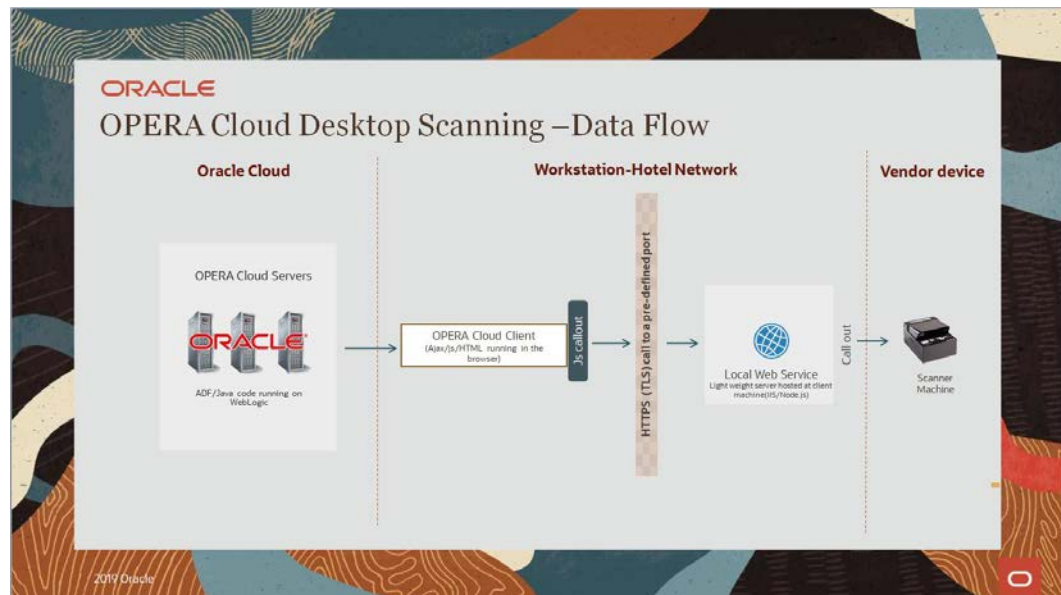 ORACLE
OPERA Cloud Desktop Scanning –Data Flow
Oracle Cloud
Workstation-Hotel Network
Vendor device
OPERA Cloud Servers
ORACLE
ADF/Java code running on
WebLogic
OPERA Cloud Client
(Ajax/js/HTML running in the
browser)
Js callout
HTTPS (TLS) call to a pre-defined port
Local Web Service
Light weight server hosted at client
machine(IIS/Node.js)
Call out
Scanner
Machine
2019 Oracle